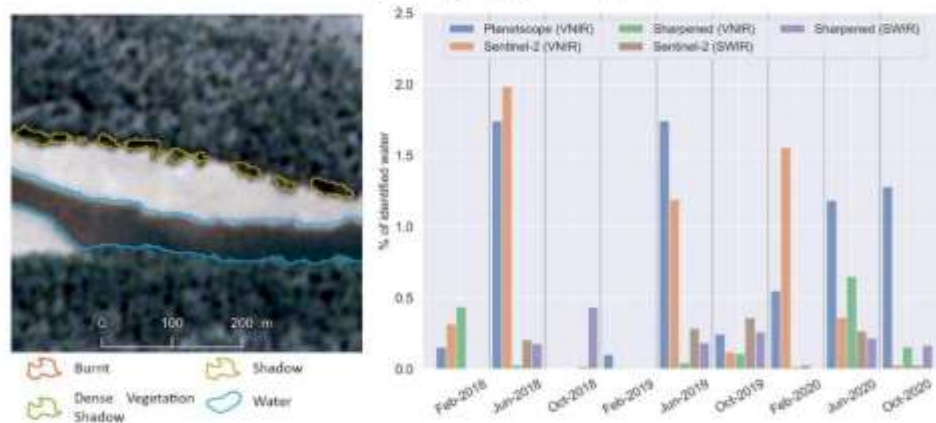 0 100 200 m
Burnt
Shadow
Dense Vegetation Shadow
Water
% of identified water
2.5
2.0
1.5
1.0
0.5
0.0
Planetscope (VNIR) Sharpened (VNIR) Sharpened (SWIR)
Sentinel-2 (VNIR) Sentinel-2 (SWIR)
Feb-2018 Jun-2018 Oct-2018 Feb-2019 Jun-2019 Oct-2019 Feb-2020 Jun-2020 Oct-2020